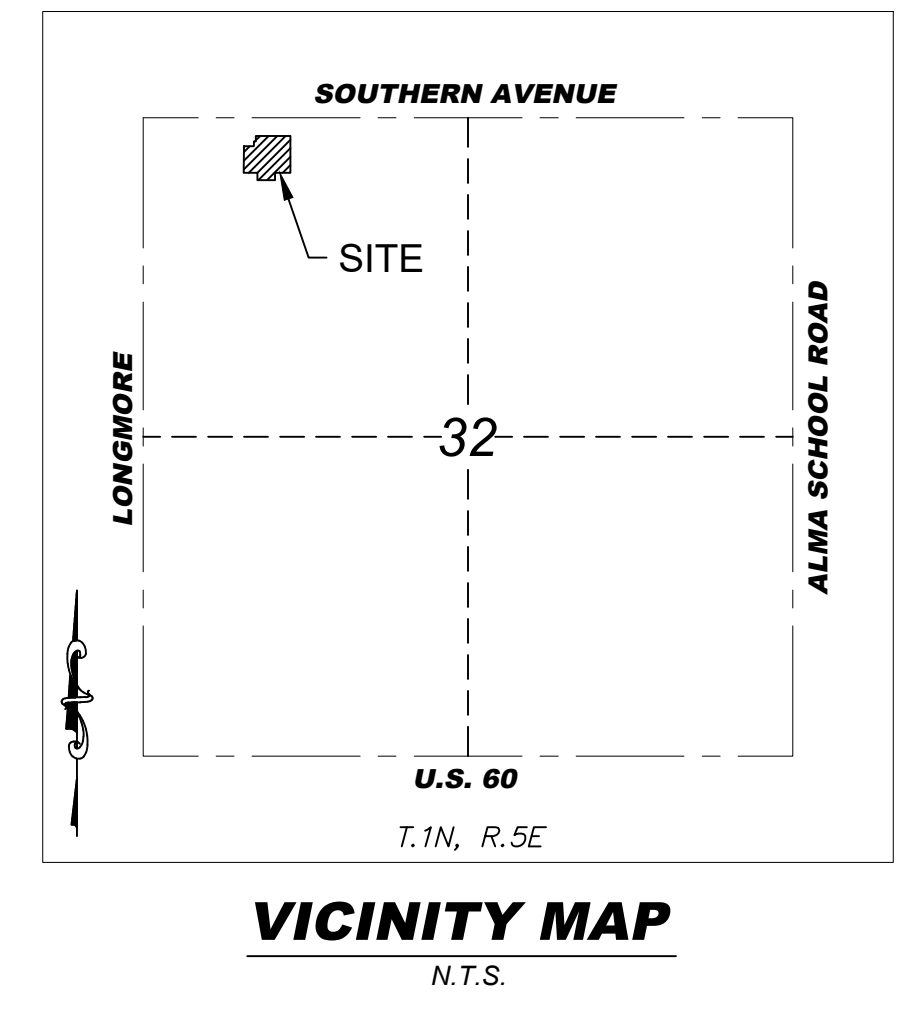 SOUTHERN AVENUE
SITE
LONGMORE
32
ALMA SCHOOL ROAD
U.S. 60
T.1N, R.5E
VICINITY MAP
N.T.S.